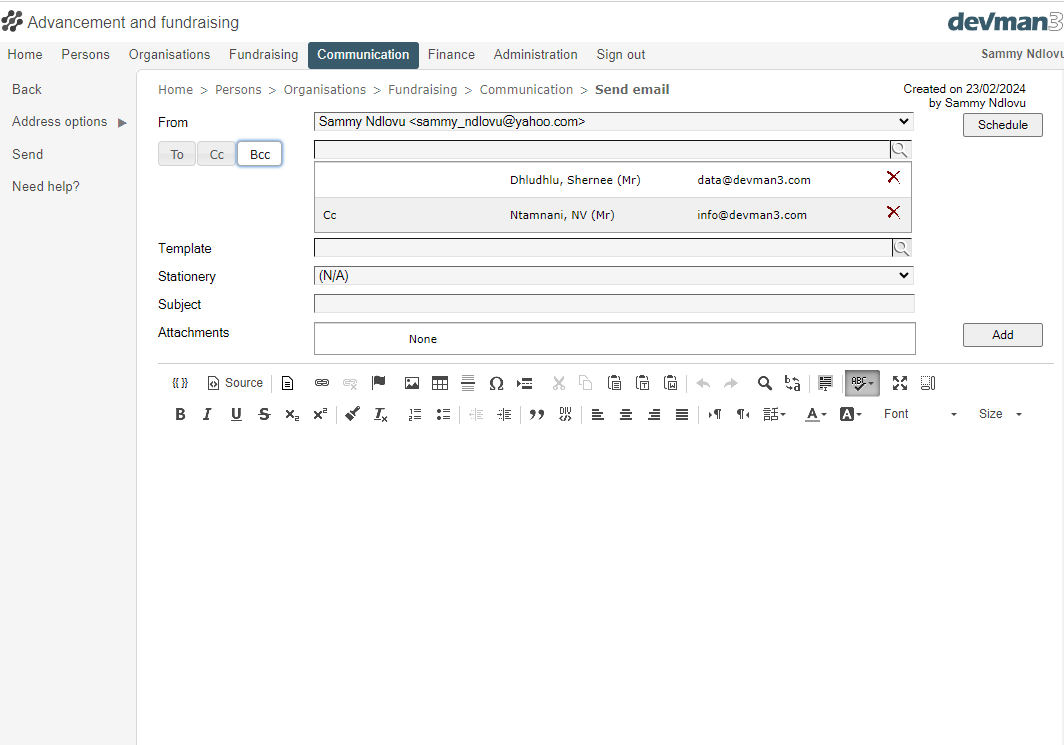 Advancement and fundraising
devman3
Home Persons Organisations Fundraising Communication Finance Administration Sign out Sammy Ndlovu
Back
Address options
Send
Need help?
Home > Persons > Organisations > Fundraising > Communication > Send email
Created on 23/02/2024
by Sammy Ndlovu
From Sammy Ndlovu <sammy_ndlovu@yahoo.com> Schedule
To Cc Bcc
Dhludhlu, Shernee (Mr) data@devman3.com
Cc Ntamnani, NV (Mr) info@devman3.com
Template
Stationery (N/A)
Subject
Attachments None Add
Source
B I U S x₂ x² Font Size